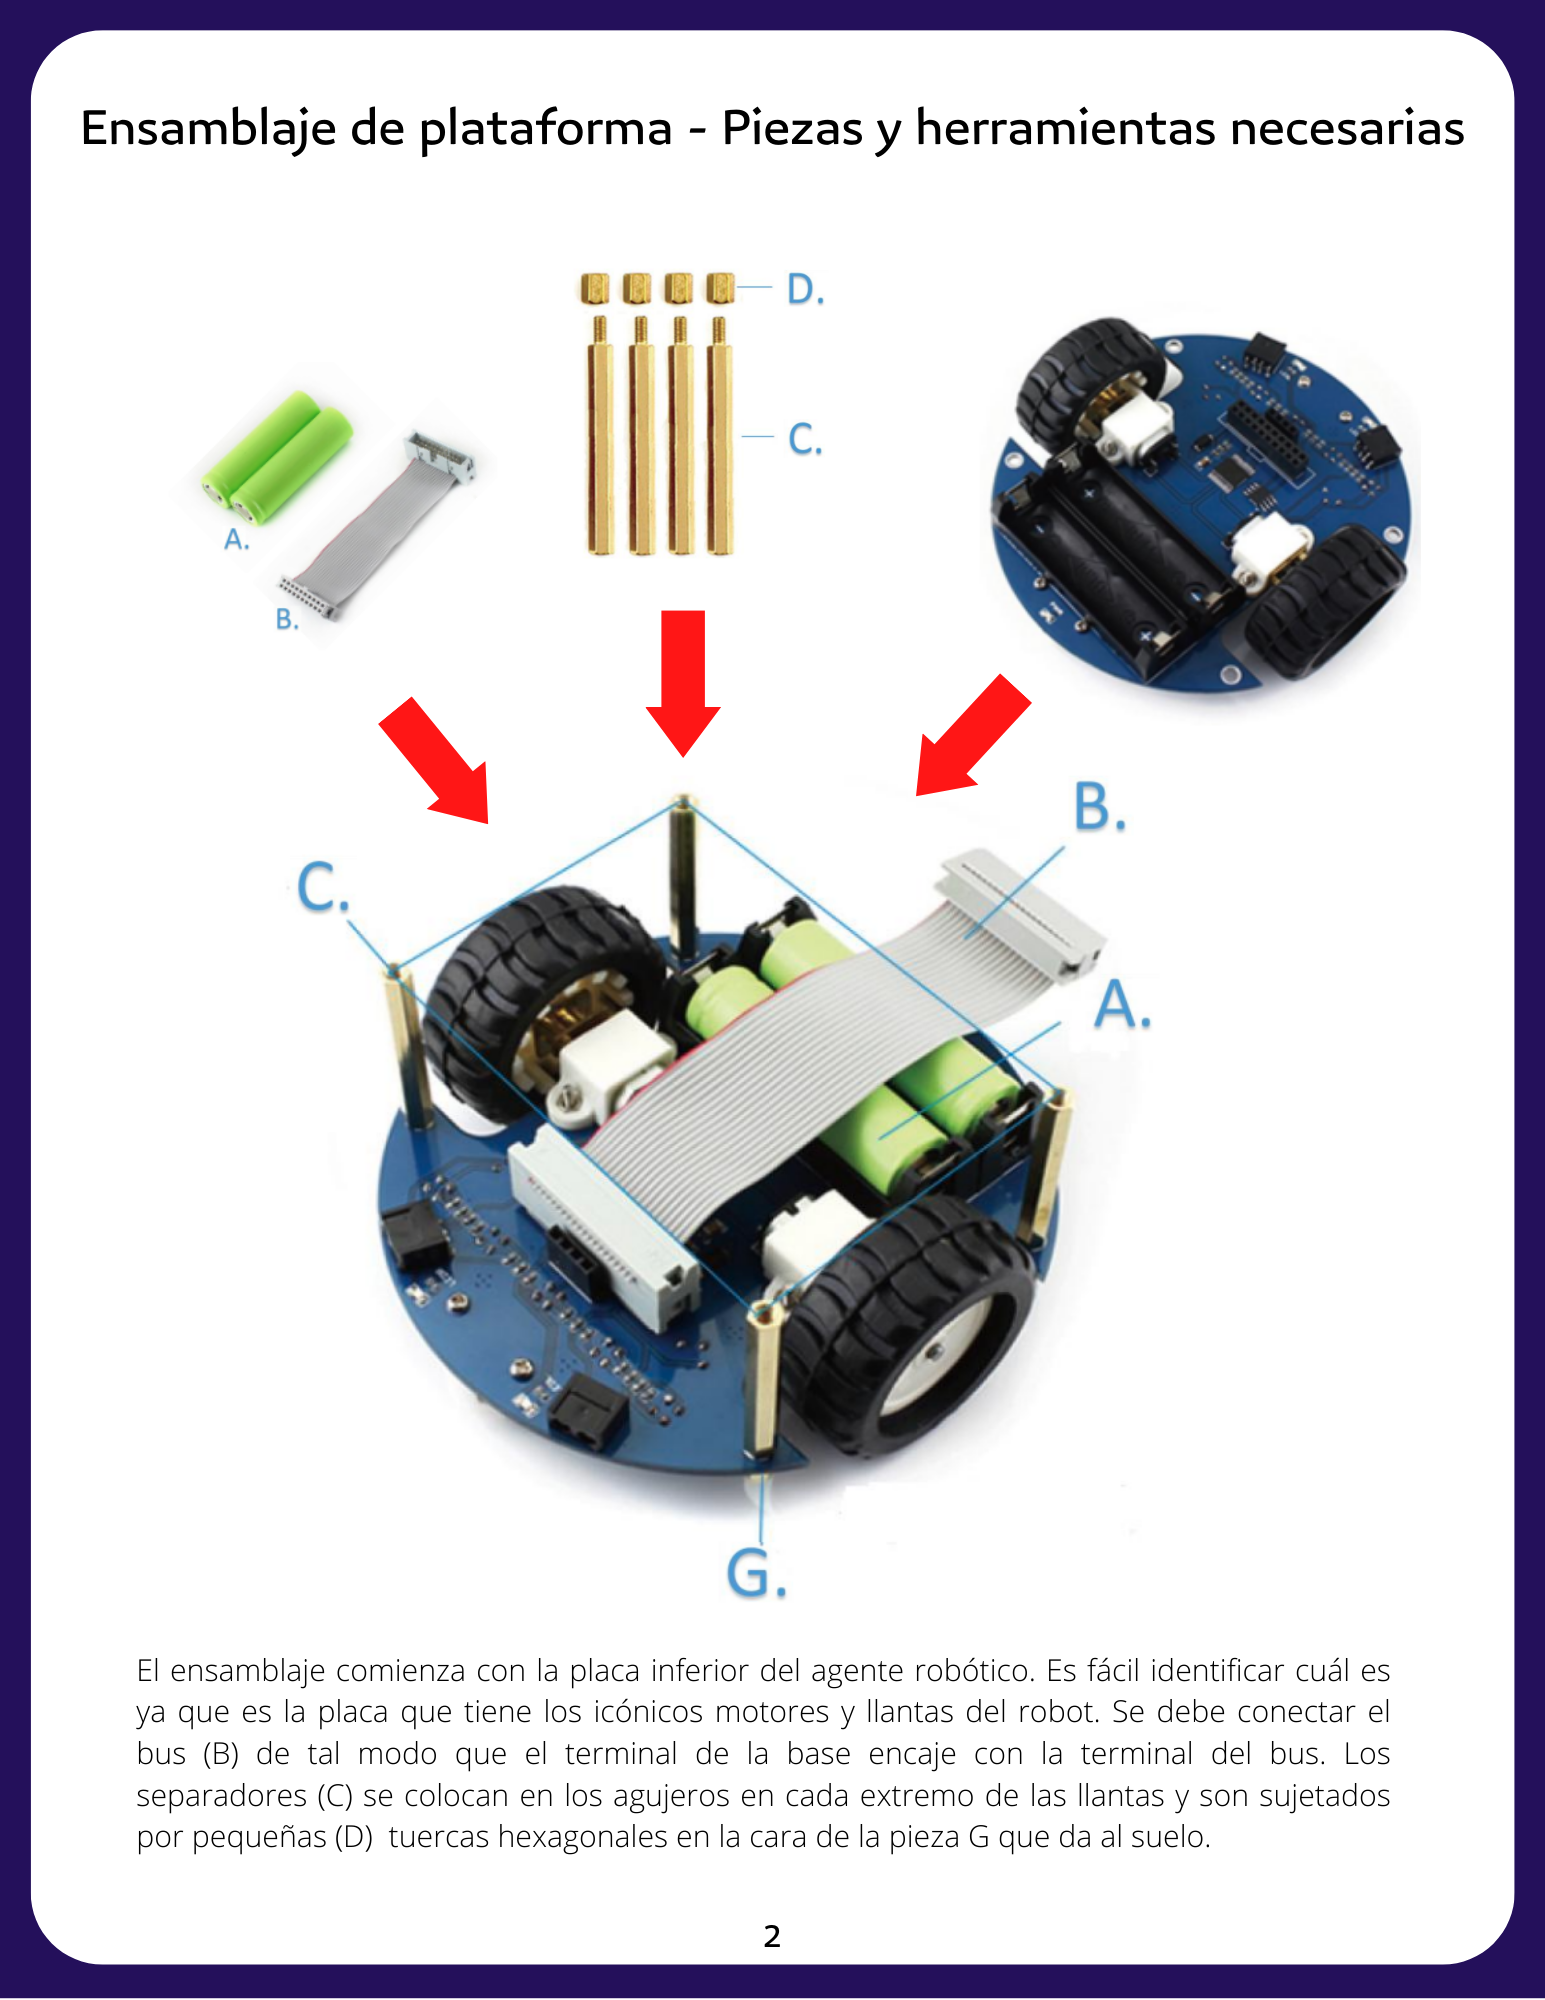 Ensamblaje de plataforma - Piezas y herramientas necesarias
D.
C.
A.
B.
B.
C.
A.
G.
El ensamblaje comienza con la placa inferior del agente robótico. Es fácil identificar cuál es
ya que es la placa que tiene los icónicos motores y llantas del robot. Se debe conectar el
bus (B) de tal modo que el terminal de la base encaje con la terminal del bus. Los
separadores (C) se colocan en los agujeros en cada extremo de las llantas y son sujetados
por pequeñas (D) tuercas hexagonales en la cara de la pieza G que da al suelo.
2